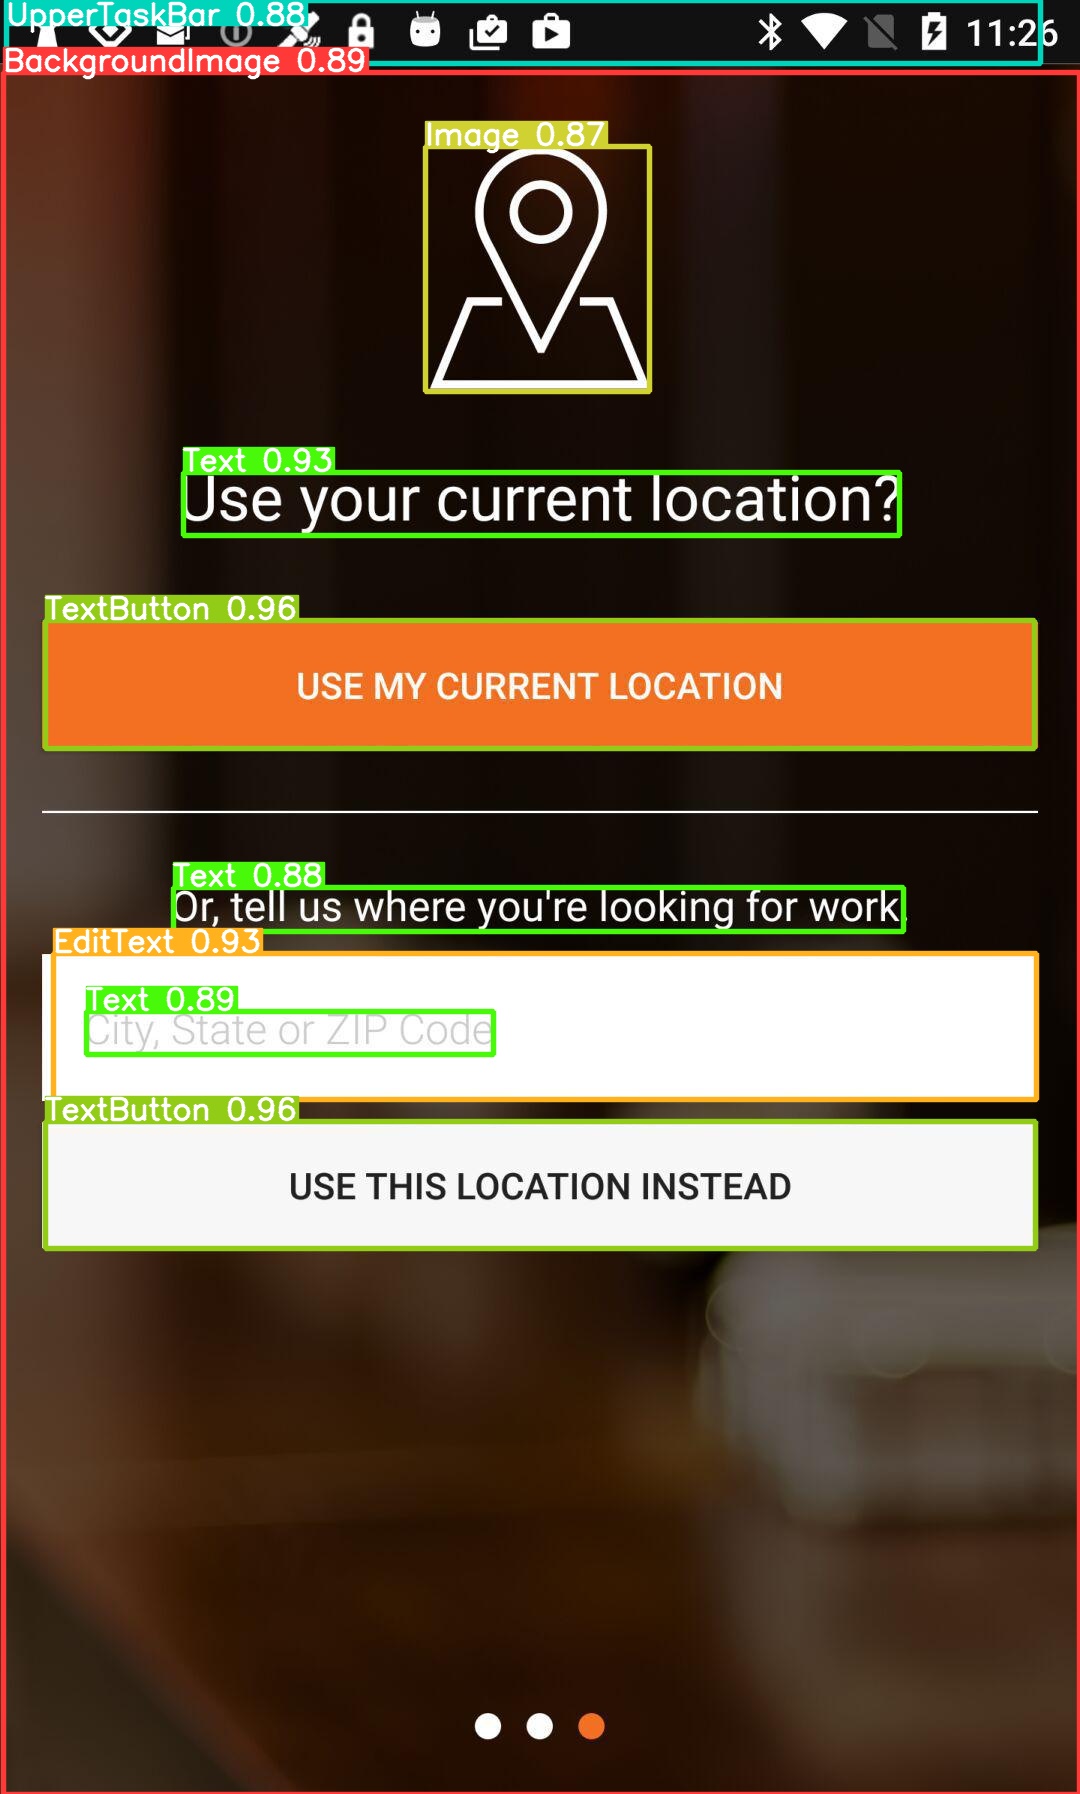 UpperTaskBar 0.88
11:26
BackgroundImage 0.89
Image 0.87
Text 0.93
Use your current location?
TextButton 0.96
USE MY CURRENT LOCATION
Text 0.88
Or, tell us where you're looking for work.
EditText 0.93
Text 0.89
City, State or ZIP Code
TextButton 0.96
USE THIS LOCATION INSTEAD